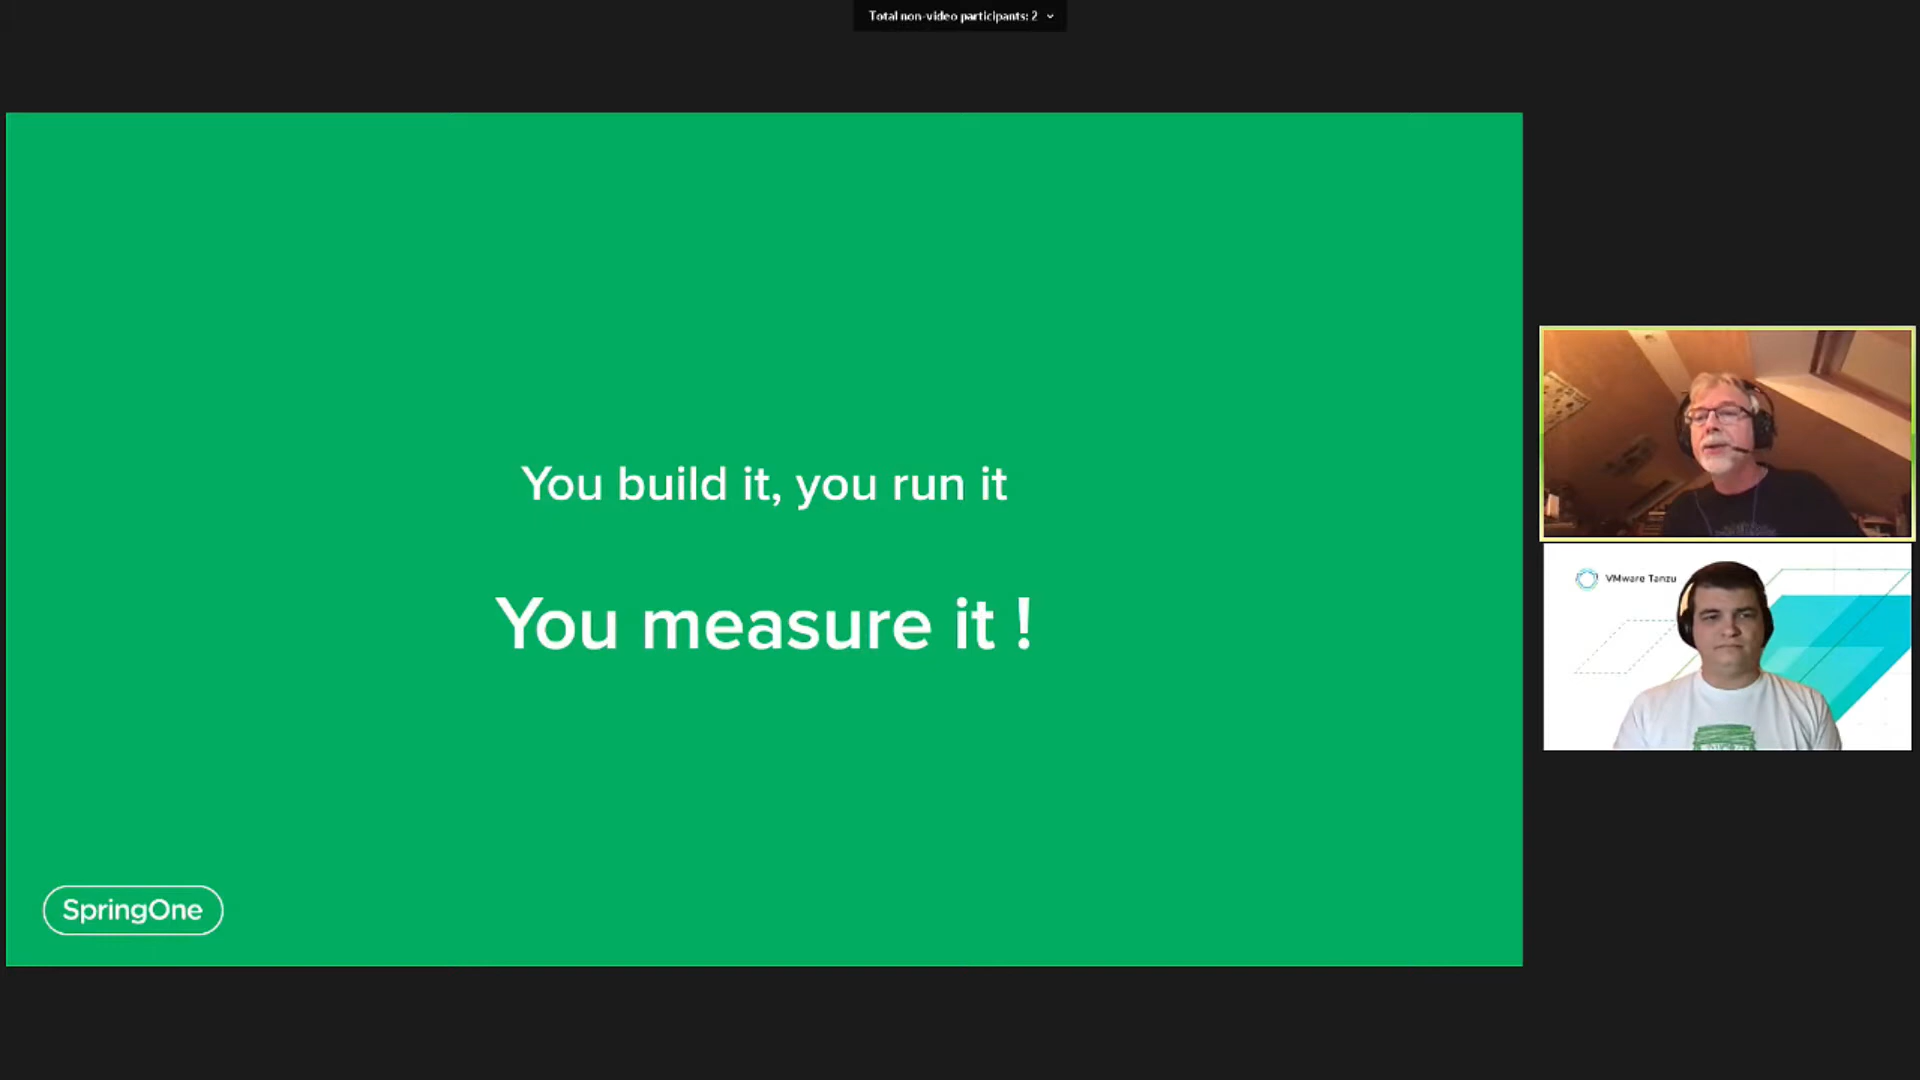 Total non-video participants: 2
You build it, you run it
You measure it !
SpringOne
VMware Tanzu